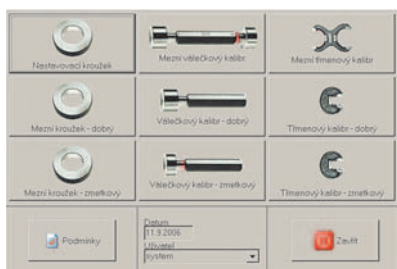 Nastavovací kroužek
Mezní válečkový kalibr
Mezní třmenový kalibr
Mezní kroužek - dobrý
Válečkový kalibr - dobrý
Třmenový kalibr - dobrý
Mezní kroužek - zmetkový
Válečkový kalibr - zmetkový
Třmenový kalibr - zmetkový
Podmínky
Datum
11.9.2006
Uživatel
system
Zavřít